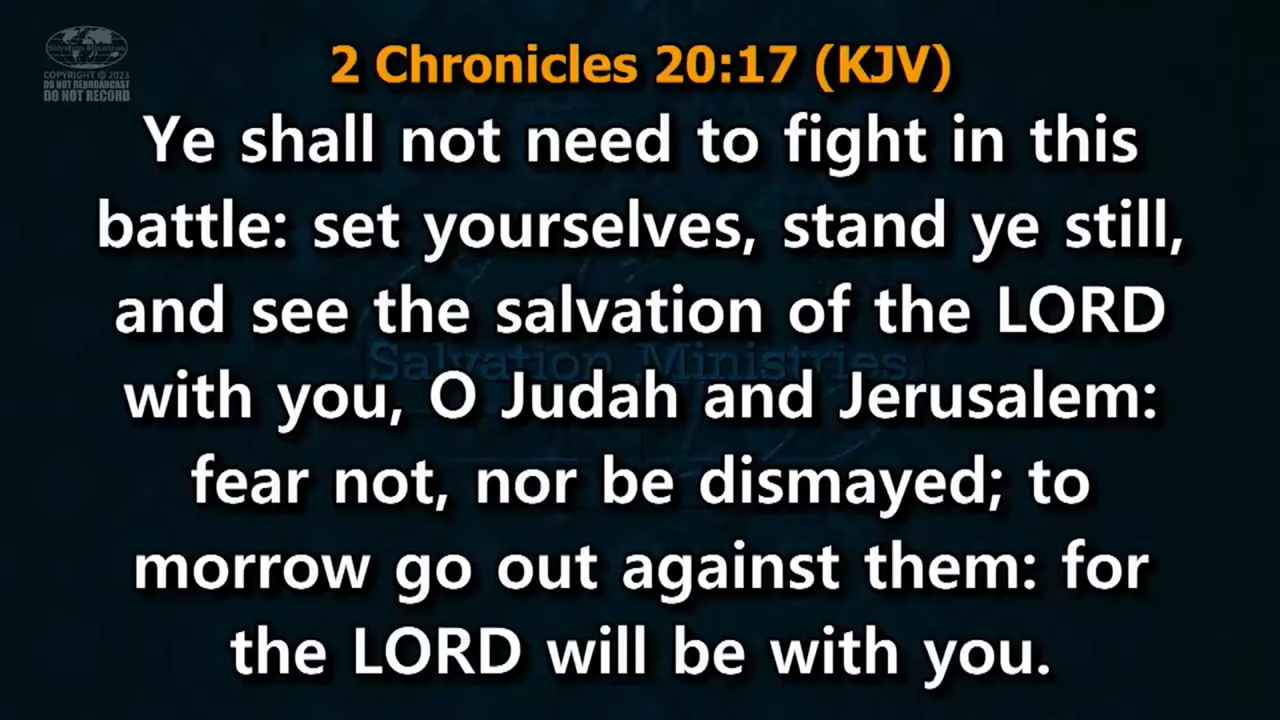 Salvation Ministries
COPYRIGHT © 2023
DO NOT REBROADCAST
DO NOT RECORD
2 Chronicles 20:17 (KJV)
Ye shall not need to fight in this
battle: set yourselves, stand ye still,
and see the salvation of the LORD
Salvation Ministries
with you, O Judah and Jerusalem:
fear not, nor be dismayed; to
morrow go out against them: for
the LORD will be with you.